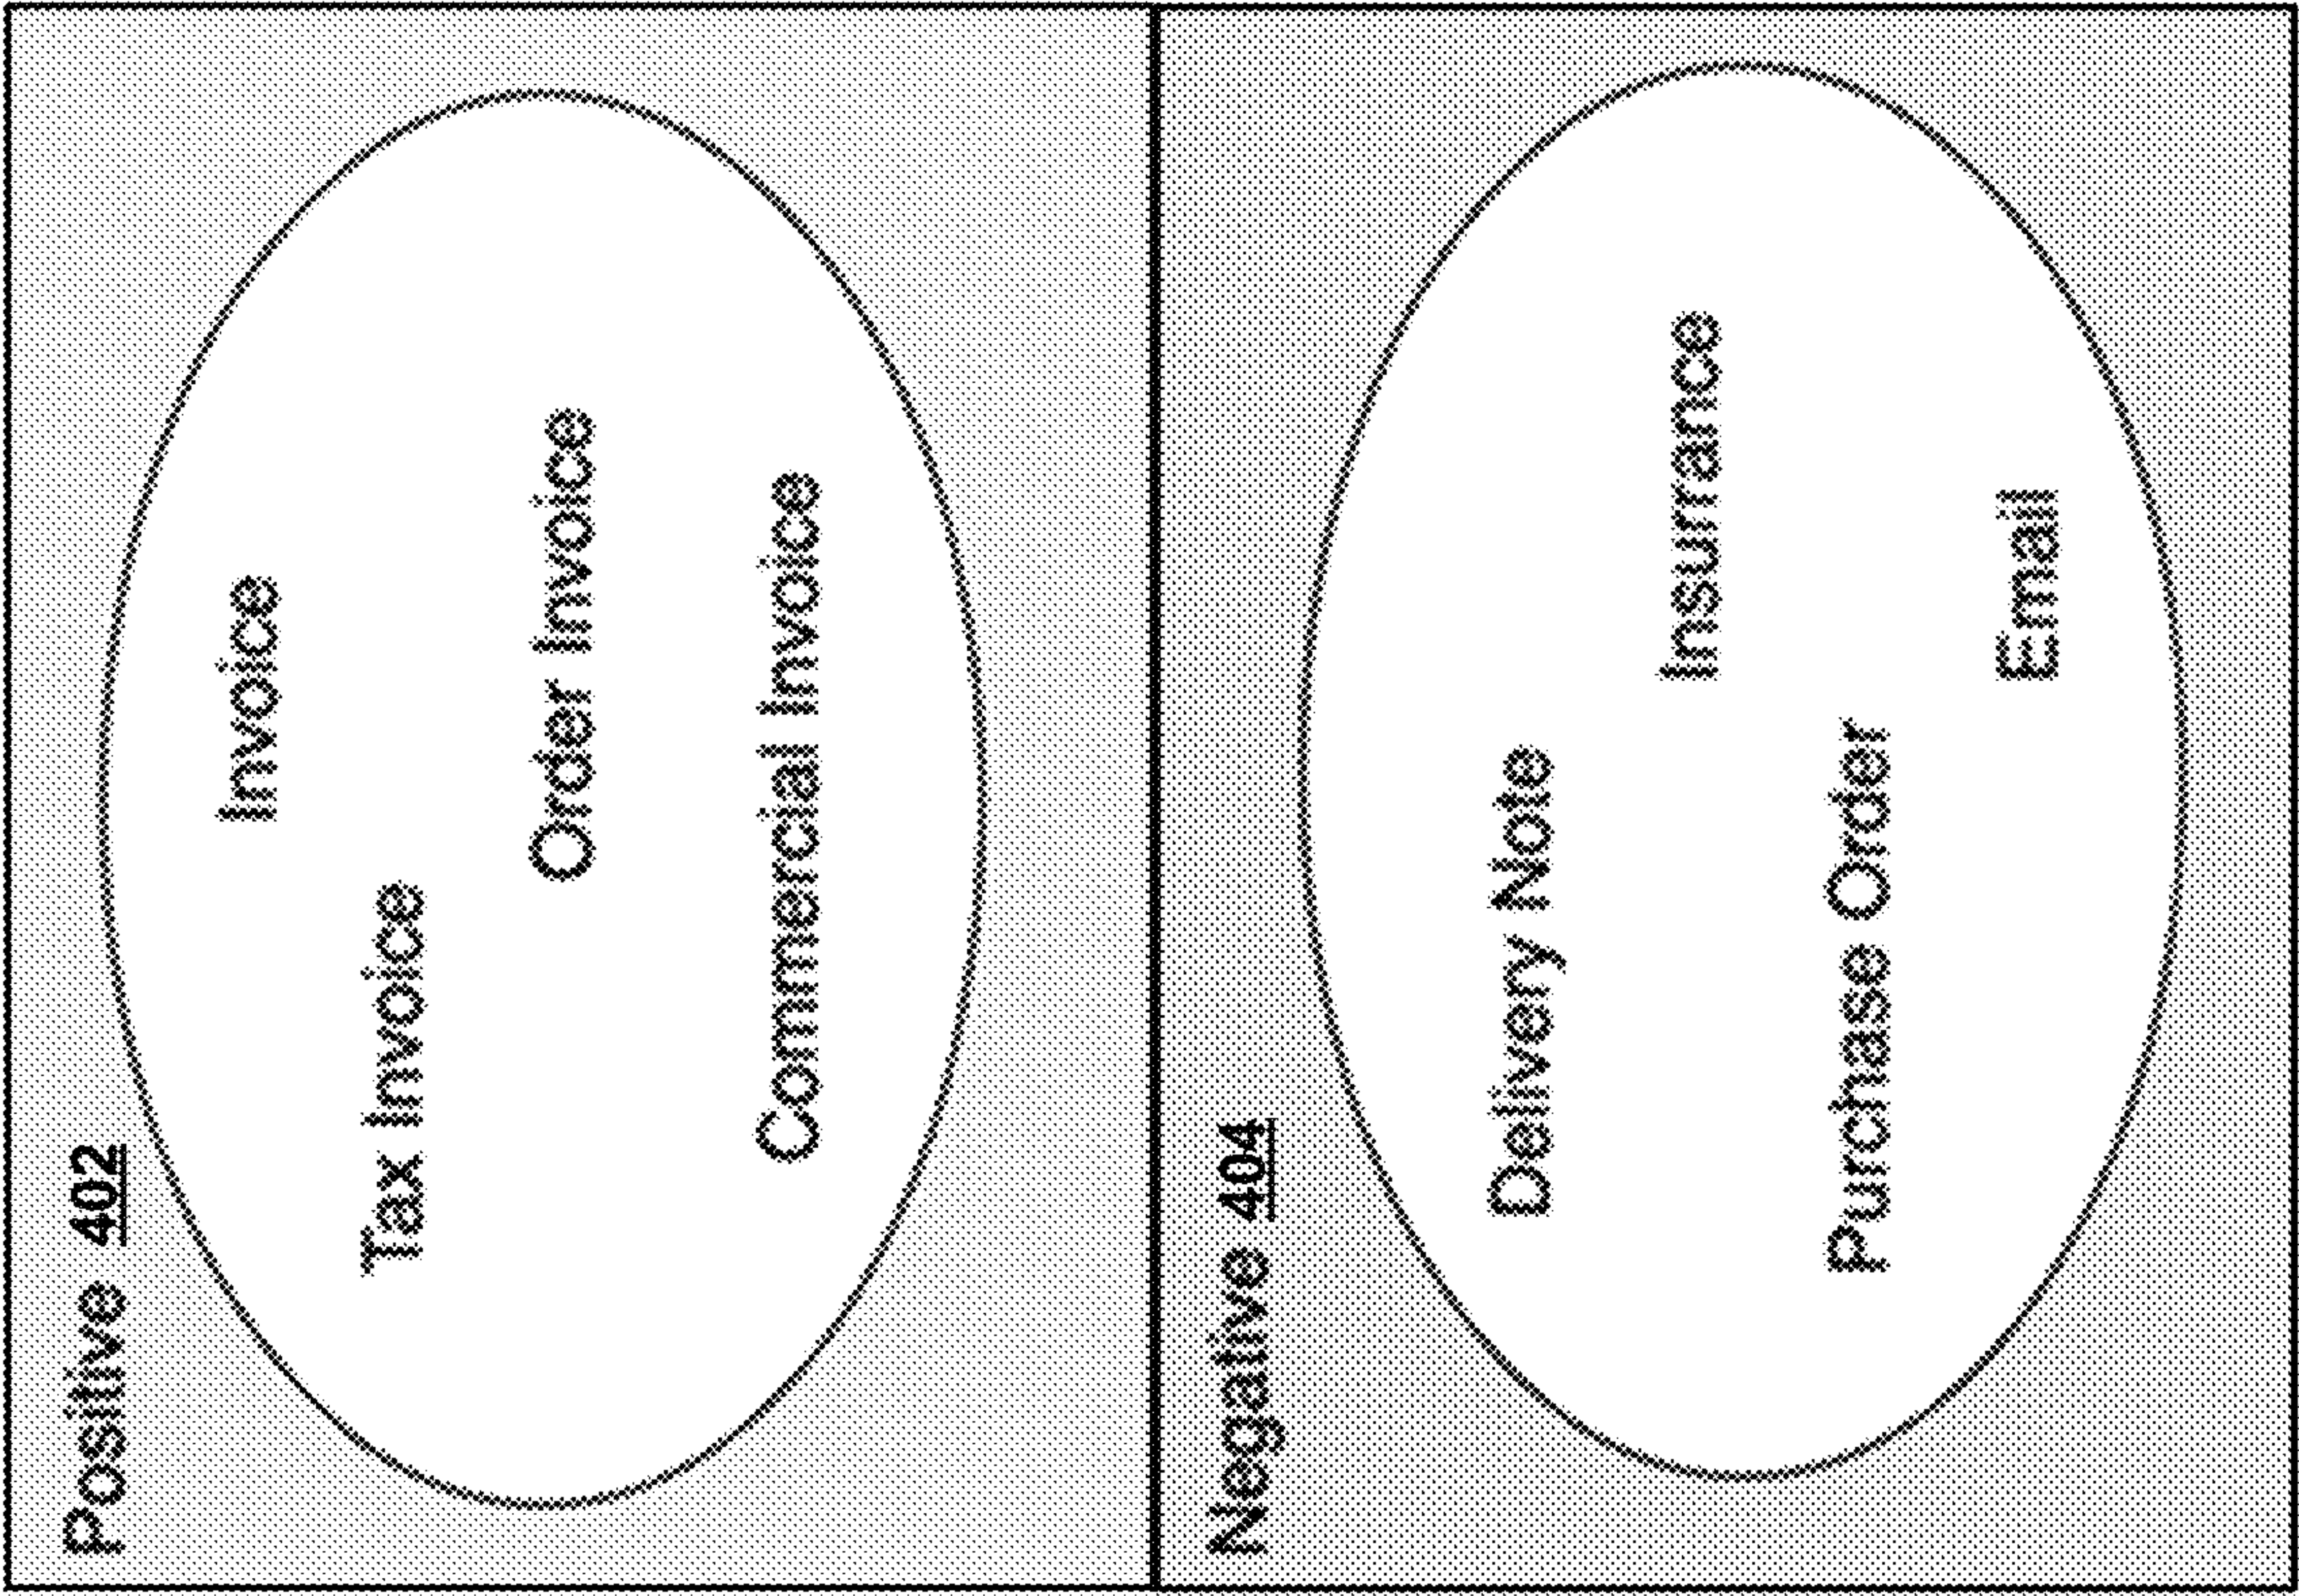 Positive 402
Invoice
Tax Invoice
Order Invoice
Commercial Invoice
Negative 404
Delivery Note
Insurance
Purchase Order
Email